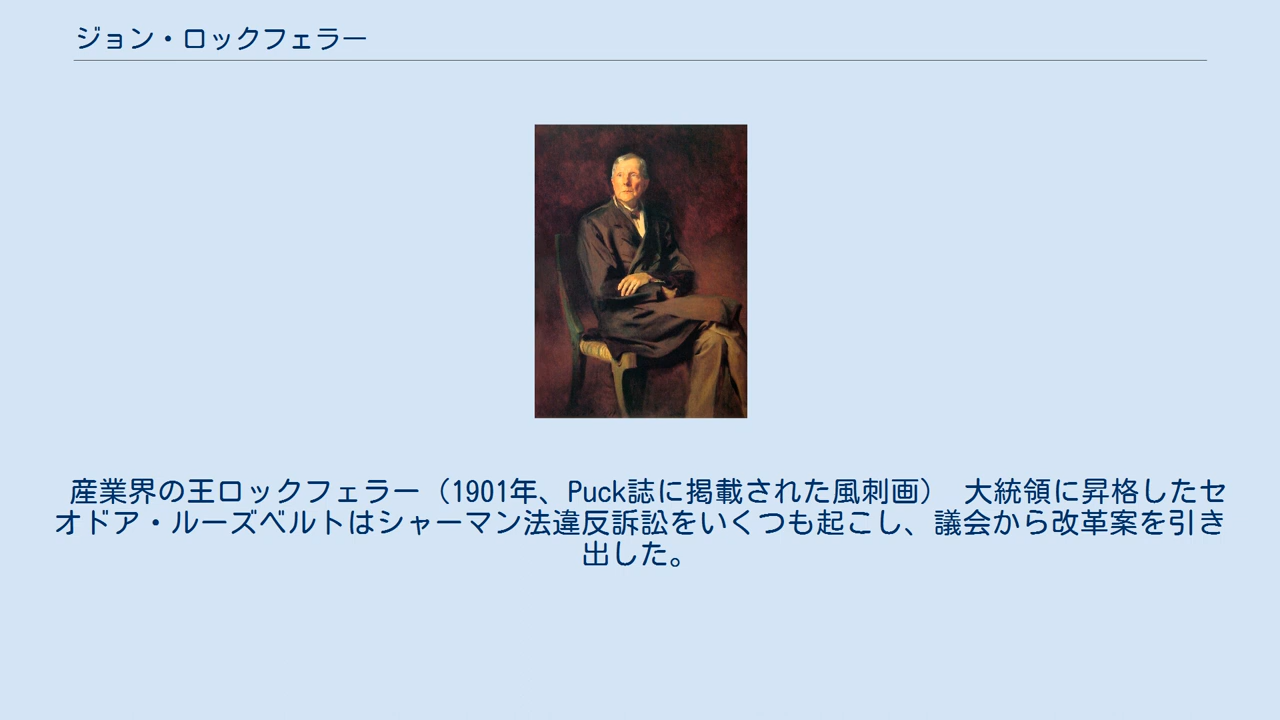 ジョン・ロックフェラー
産業界の王ロックフェラー（1901年、Puck誌に掲載された風刺画）　大統領に昇格したセ
オドア・ルーズベルトはシャーマン法違反訴訟をいくつも起こし、議会から改革案を引き
出した。